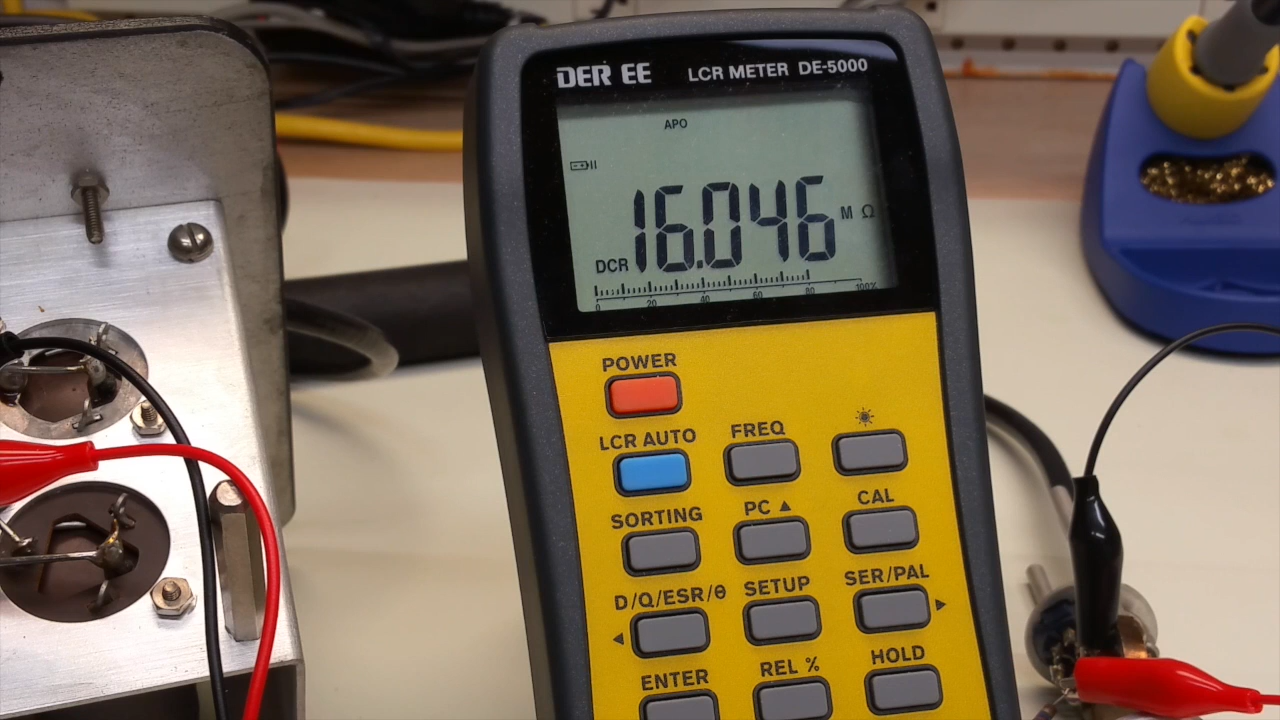 DER EE LCR METER DE-5000
APO
16.046 M Ω
DCR
0 20 40 60 80 100%
POWER
LCR AUTO FREQ
SORTING PC ▲ CAL
D/Q/ESR/θ SETUP SER/PAL
◄ ►
ENTER REL % HOLD